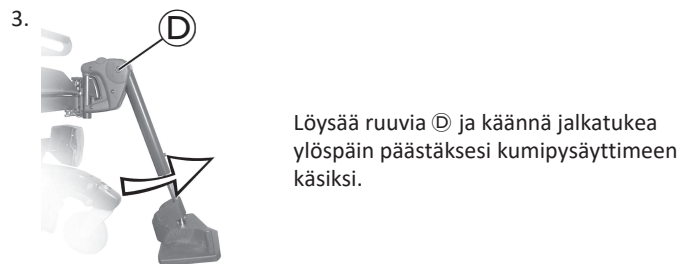 3.
D
Löysää ruuvia Ⓓ ja käännä jalkatukea
ylöspäin päästäksesi kumipysäyttimeen
käsiksi.